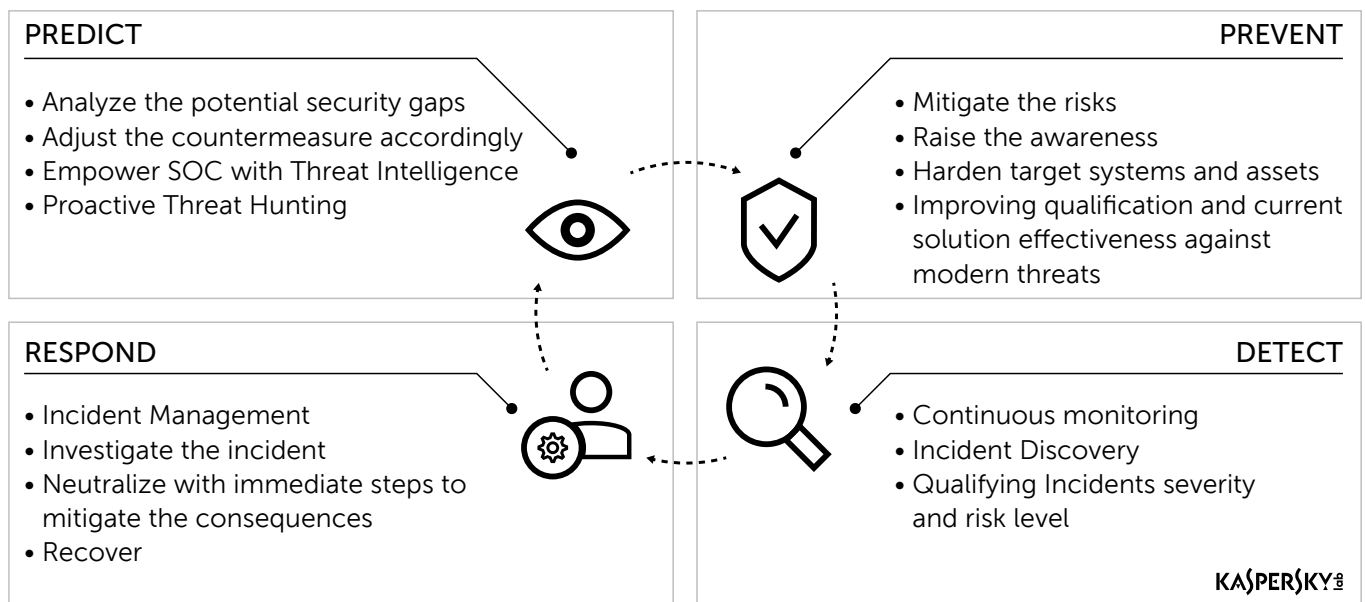 PREDICT
• Analyze the potential security gaps
• Adjust the countermeasure accordingly
• Empower SOC with Threat Intelligence
• Proactive Threat Hunting
PREVENT
• Mitigate the risks
• Raise the awareness
• Harden target systems and assets
• Improving qualification and current
solution effectiveness against
modern threats
RESPOND
• Incident Management
• Investigate the incident
• Neutralize with immediate steps to
mitigate the consequences
• Recover
DETECT
• Continuous monitoring
• Incident Discovery
• Qualifying Incidents severity
and risk level
KASPERSKY lab